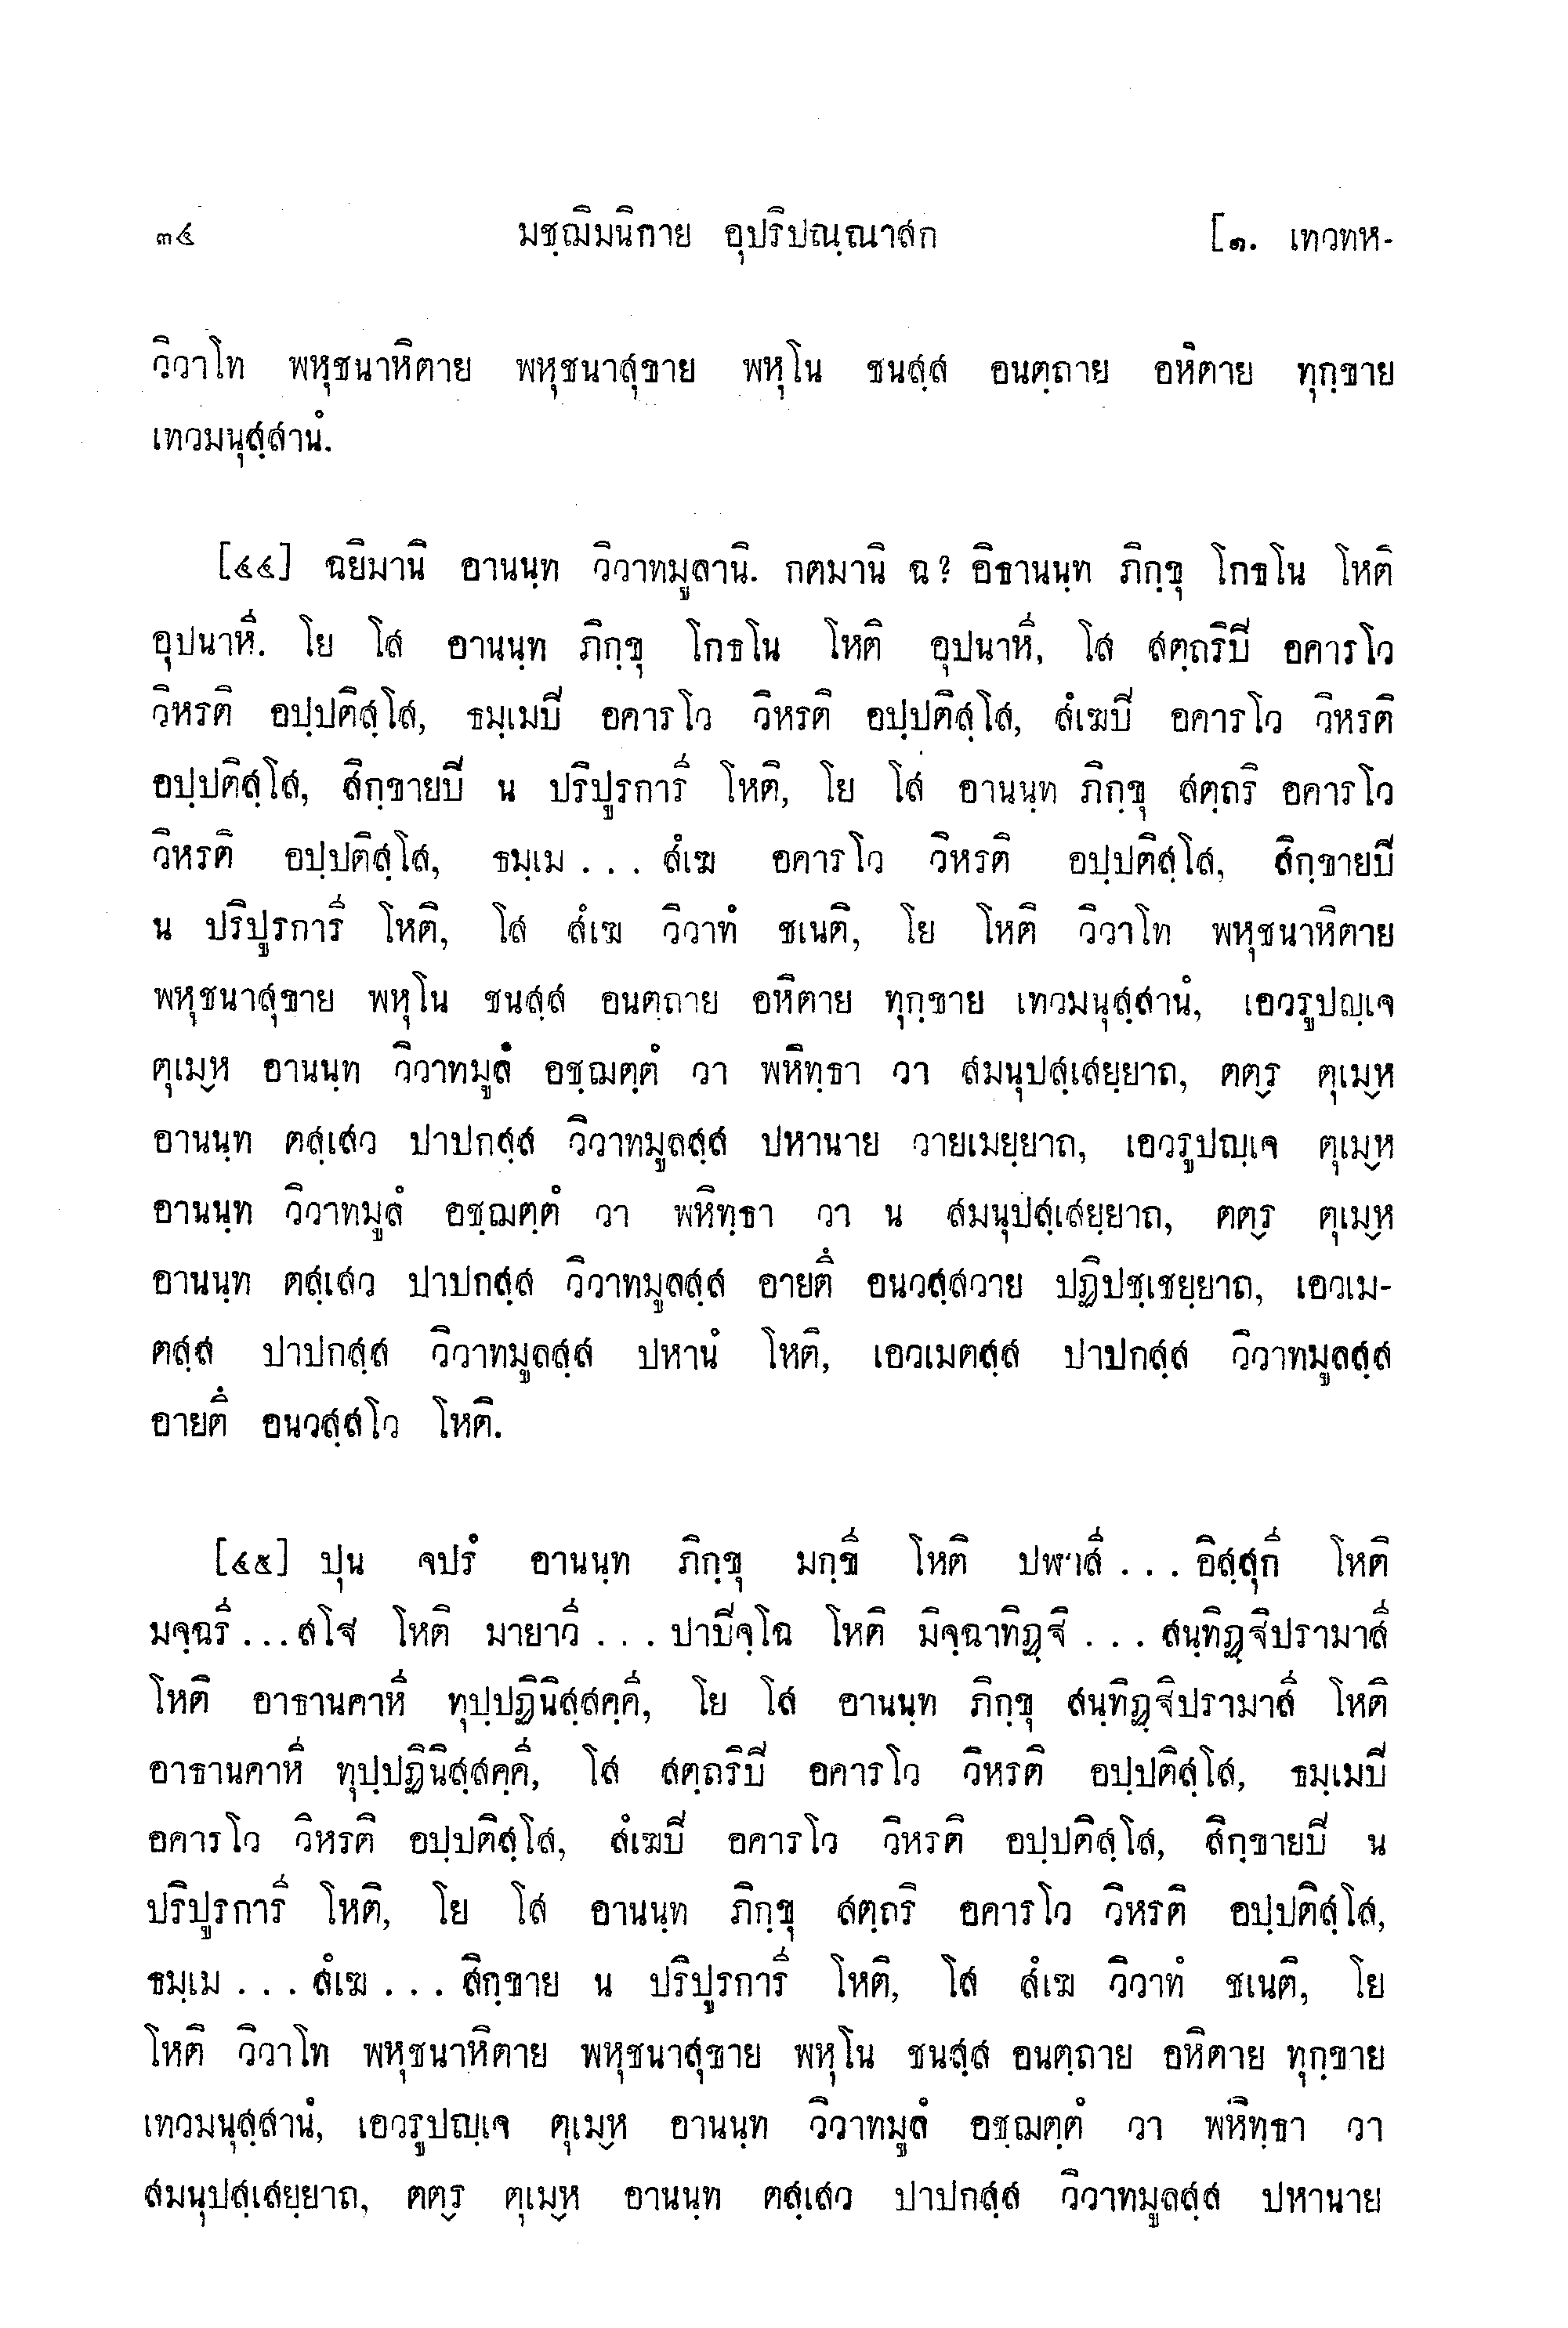 ๓๔ มชฺฌิมนิกาย อุปริปณฺณาสก [๑. เทวทห-
วิวาโท พหุชนาหิตาย พหุชนาสุขาย พหุโน ชนสฺส อนตฺถาย อหิตาย ทุกฺขาย
เทวมนุสฺสานํ.
[๔๔] ฉยิมานิ อานนฺท วิวาทมูลานิ. กตมานิ ฉ? อิธานนฺท ภิกฺขุ โกธโน โหติ
อุปนาหี. โย โส อานนฺท ภิกฺขุ โกธโน โหติ อุปนาหี, โส สตฺถริปิ อคารโว
วิหรติ อปฺปติสฺโส, ธมฺเมปิ อคารโว วิหรติ อปฺปติสฺโส, สํเฆปิ อคารโว วิหรติ
อปฺปติสฺโส, สิกฺขายปิ น ปริปูรการี โหติ, โย โส อานนฺท ภิกฺขุ สตฺถริ อคารโว
วิหรติ อปฺปติสฺโส, ธมฺเม . . . สํเฆ อคารโว วิหรติ อปฺปติสฺโส, สิกฺขายปิ
น ปริปูรการี โหติ, โส สํเฆ วิวาทํ ชเนติ, โย โหติ วิวาโท พหุชนาหิตาย
พหุชนาสุขาย พหุโน ชนสฺส อนตฺถาย อหิตาย ทุกฺขาย เทวมนุสฺสานํ, เอวรูปญฺเจ
ตุเม๎ห อานนฺท วิวาทมูลํ อชฺฌตฺตํ วา พหิทฺธา วา สมนุปสฺเสยฺยาถ, ตต๎ร ตุเม๎ห
อานนฺท ตสฺเสว ปาปกสฺส วิวาทมูลสฺส ปหานาย วายเมยฺยาถ, เอวรูปญฺเจ ตุเม๎ห
อานนฺท วิวาทมูลํ อชฺฌตฺตํ วา พหิทฺธา วา น สมนุปสฺเสยฺยาถ, ตต๎ร ตุเม๎ห
อานนฺท ตสฺเสว ปาปกสฺส วิวาทมูลสฺส อายตึ อนวสฺสวาย ปฏิปชฺเชยฺยาถ, เอวเม-
ตสฺส ปาปกสฺส วิวาทมูลสฺส ปหานํ โหติ, เอวเมตสฺส ปาปกสฺส วิวาทมูลสฺส
อายตึ อนวสฺสโว โหติ.
[๔๕] ปุน จปรํ อานนฺท ภิกฺขุ มกฺขี โหติ ปฬาสี . . . อิสฺสุกี โหติ
มจฺฉรี . . . สโฐ โหติ มายาวี . . . ปาปิจฺโฉ โหติ มิจฺฉาทิฏฺฐิ . . . สนฺทิฏฺฐิปรามาสี
โหติ อาธานคาหี ทุปฺปฏินิสฺสคฺคี, โย โส อานนฺท ภิกฺขุ สนฺทิฏฺฐิปรามาสี โหติ
อาธานคาหี ทุปฺปฏินิสฺสคฺคี, โส สตฺถริปิ อคารโว วิหรติ อปฺปติสฺโส, ธมฺเมปิ
อคารโว วิหรติ อปฺปติสฺโส, สํเฆปิ อคารโว วิหรติ อปฺปติสฺโส, สิกฺขายปิ น
ปริปูรการี โหติ, โย โส อานนฺท ภิกฺขุ สตฺถริ อคารโว วิหรติ อปฺปติสฺโส,
ธมฺเม . . . สํเฆ . . . สิกฺขาย น ปริปูรการี โหติ, โส สํเฆ วิวาทํ ชเนติ, โย
โหติ วิวาโท พหุชนาหิตาย พหุชนาสุขาย พหุโน ชนสฺส อนตฺถาย อหิตาย ทุกฺขาย
เทวมนุสฺสานํ, เอวรูปญฺเจ ตุเม๎ห อานนฺท วิวาทมูลํ อชฺฌตฺตํ วา พหิทฺธา วา
สมนุปสฺเสยฺยาถ, ตต๎ร ตุเม๎ห อานนฺท ตสฺเสว ปาปกสฺส วิวาทมูลสฺส ปหานาย